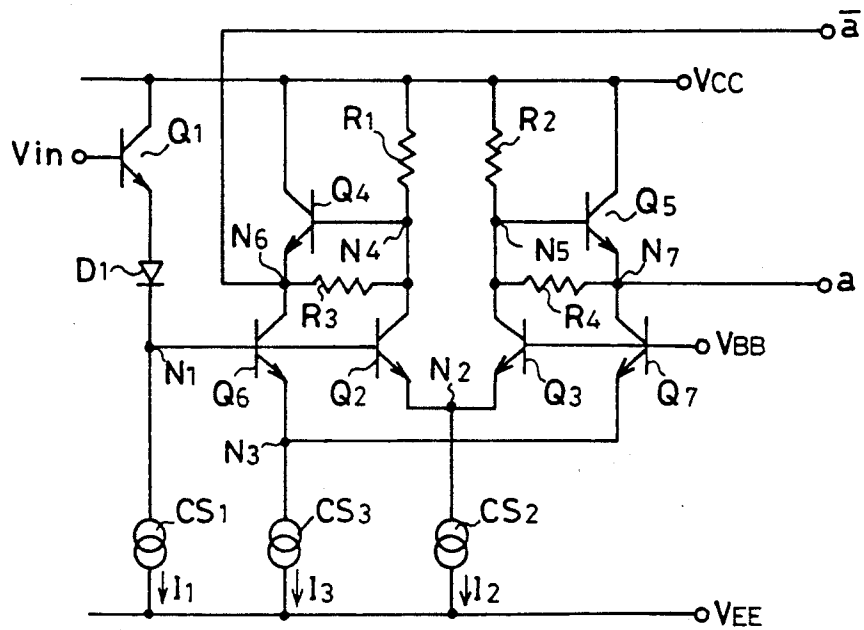 a̅
VCC
R1
R2
Vin
Q1
Q4
Q5
N6
N4
N5
N7
D1
R3
R4
a
VBB
N1
Q6
Q2
N2
Q3
Q7
N3
CS1
CS3
CS2
I1
I3
I2
VEE